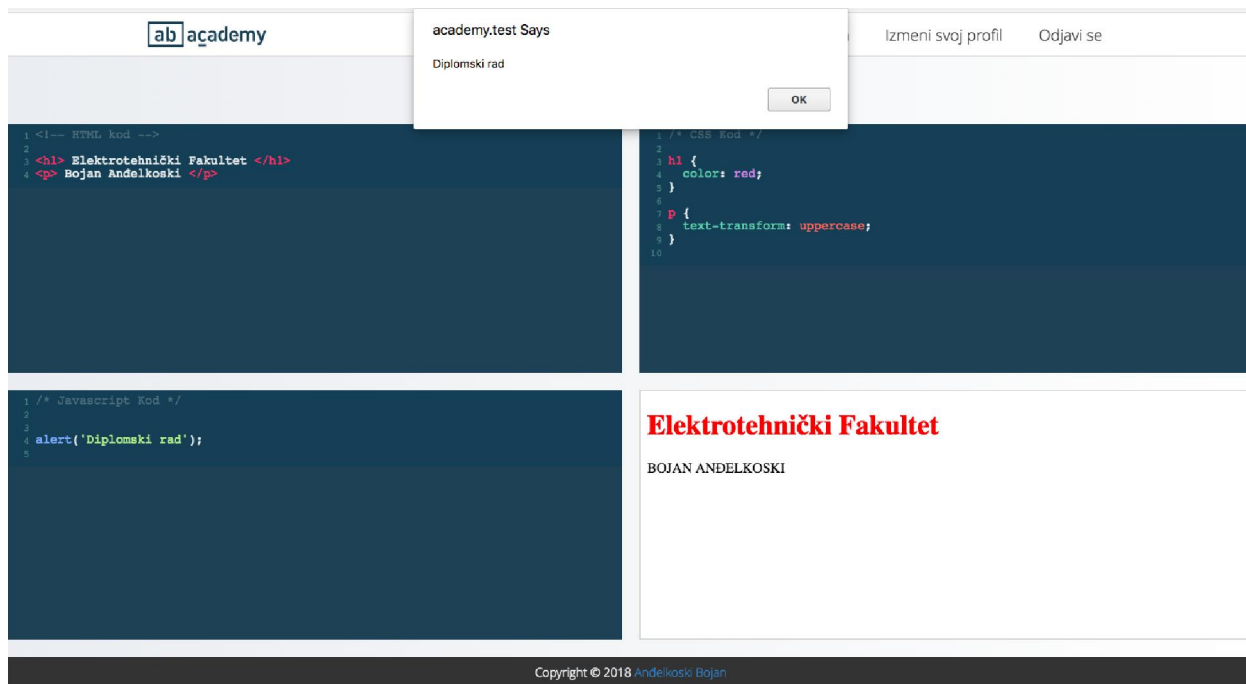 ab academy
Izmeni svoj profil
Odjavi se
academy.test Says
Diplomski rad
OK
1 <!-- HTML kod -->
2
3 <h1> Elektrotehnički Fakultet </h1>
4 <p> Bojan Anđelkoski </p>
1 /* CSS Kod */
2
3 h1 {
4 color: red;
5 }
6
7 p {
8 text-transform: uppercase;
9 }
10
1 /* Javascript Kod */
2
3
4 alert('Diplomski rad');
5
Elektrotehnički Fakultet
BOJAN ANĐELKOSKI
Copyright © 2018 Anđelkoski Bojan